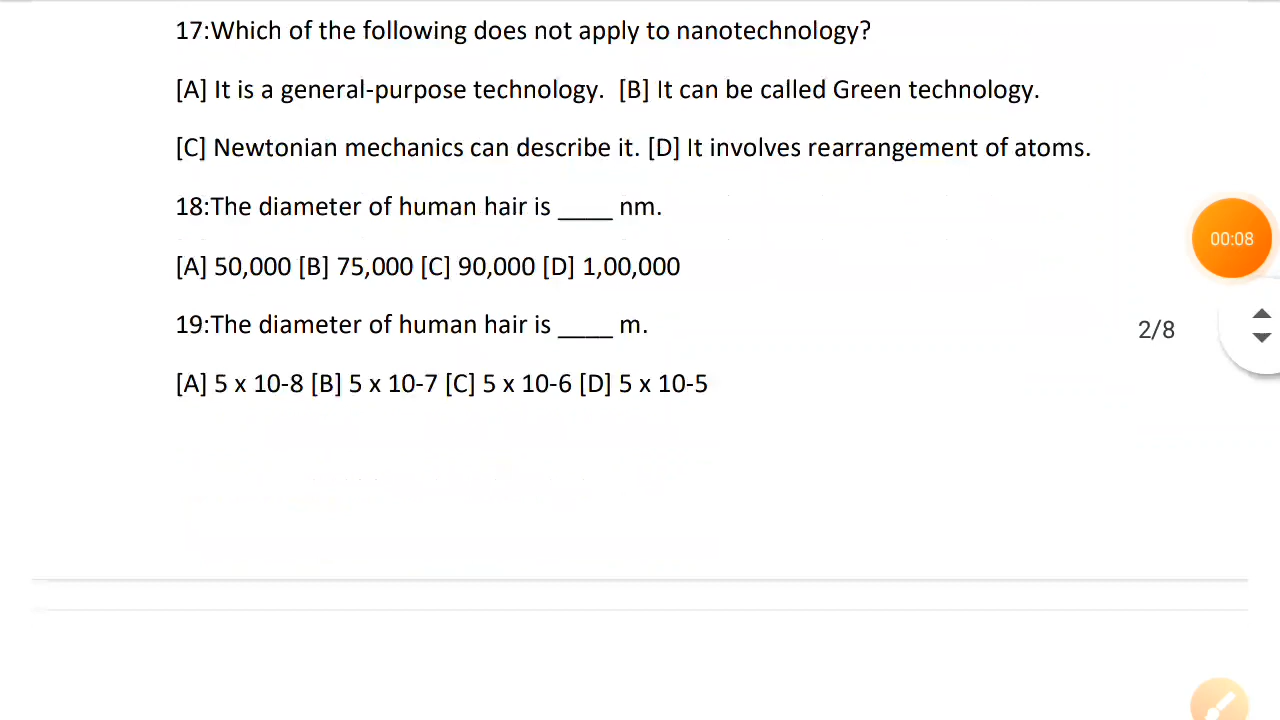 17:Which of the following does not apply to nanotechnology?
[A] It is a general-purpose technology.  [B] It can be called Green technology.
[C] Newtonian mechanics can describe it. [D] It involves rearrangement of atoms.
18:The diameter of human hair is ____ nm.
[A] 50,000 [B] 75,000 [C] 90,000 [D] 1,00,000
00:08
19:The diameter of human hair is ____ m.
2/8
[A] 5 x 10-8 [B] 5 x 10-7 [C] 5 x 10-6 [D] 5 x 10-5